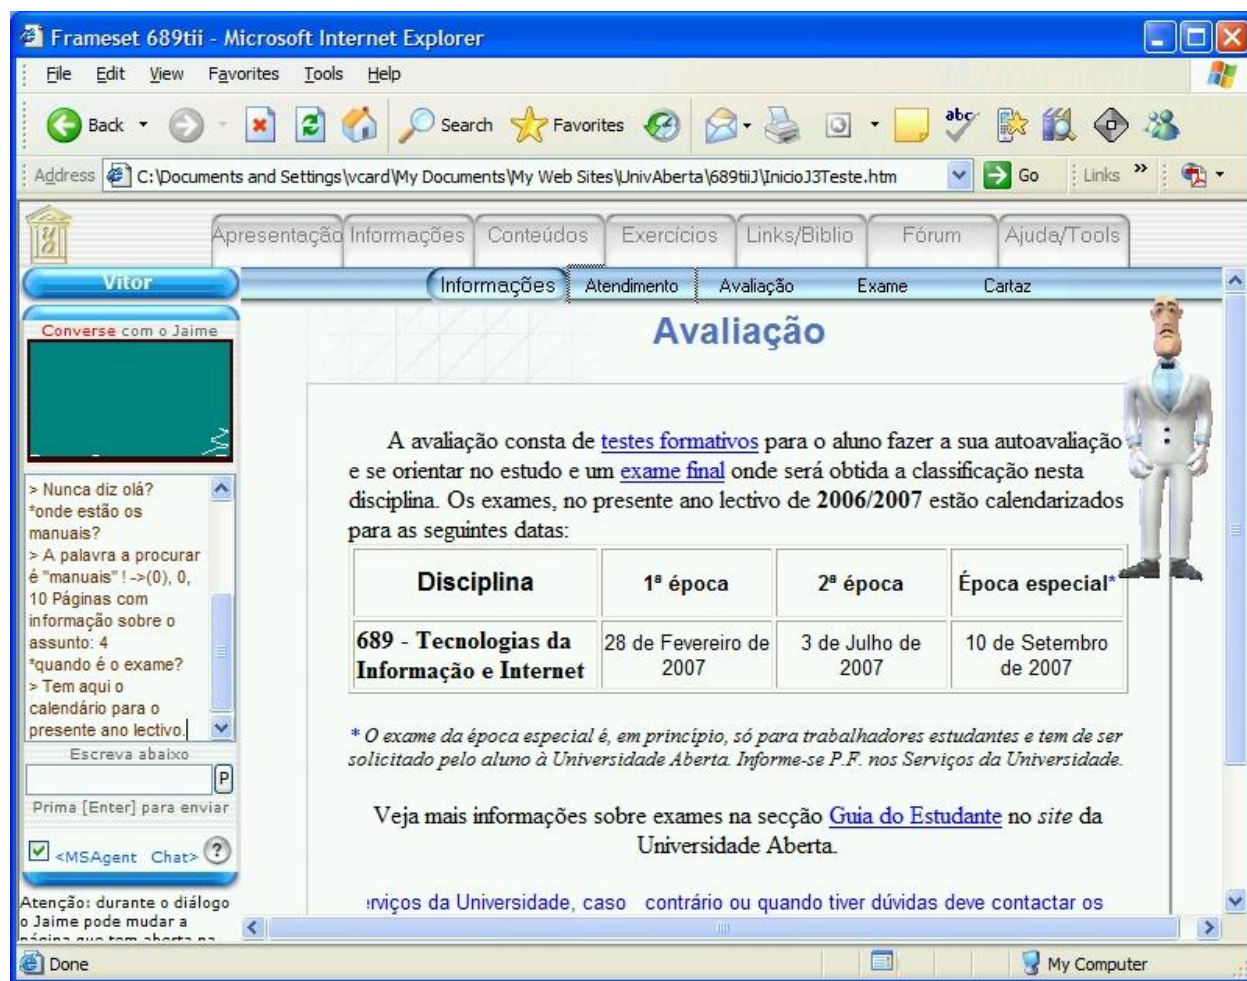 Frameset 689tii - Microsoft Internet Explorer
File Edit View Favorites Tools Help
Back Search Favorites
Address C:\Documents and Settings\vcard\My Documents\My Web Sites\UnivAberta\689tiiJ\InicioJ3Teste.htm Go Links »
Apresentação Informações Conteúdos Exercícios Links/Biblio Fórum Ajuda/Tools
Vitor
Informações Atendimento Avaliação Exame Cartaz
Converse com o Jaime
> Nunca diz olá?
*onde estão os
manuais?
> A palavra a procurar
é "manuais" ! ->(0), 0,
10 Páginas com
informação sobre o
assunto: 4
*quando é o exame?
> Tem aqui o
calendário para o
presente ano lectivo.
Escreva abaixo
P
Prima [Enter] para enviar
<MSAgent Chat> ?
Atenção: durante o diálogo
o Jaime pode mudar a
página que tem aberta na
Avaliação
A avaliação consta de testes formativos para o aluno fazer a sua autoavaliação
e se orientar no estudo e um exame final onde será obtida a classificação nesta
disciplina. Os exames, no presente ano lectivo de 2006/2007 estão calendarizados
para as seguintes datas:
Disciplina 1ª época 2ª época Época especial*
689 - Tecnologias da Informação e Internet 28 de Fevereiro de 2007 3 de Julho de 2007 10 de Setembro de 2007
* O exame da época especial é, em princípio, só para trabalhadores estudantes e tem de ser
solicitado pelo aluno à Universidade Aberta. Informe-se P.F. nos Serviços da Universidade.
Veja mais informações sobre exames na secção Guia do Estudante no site da
Universidade Aberta.
rviços da Universidade, caso contrário ou quando tiver dúvidas deve contactar os
Done My Computer